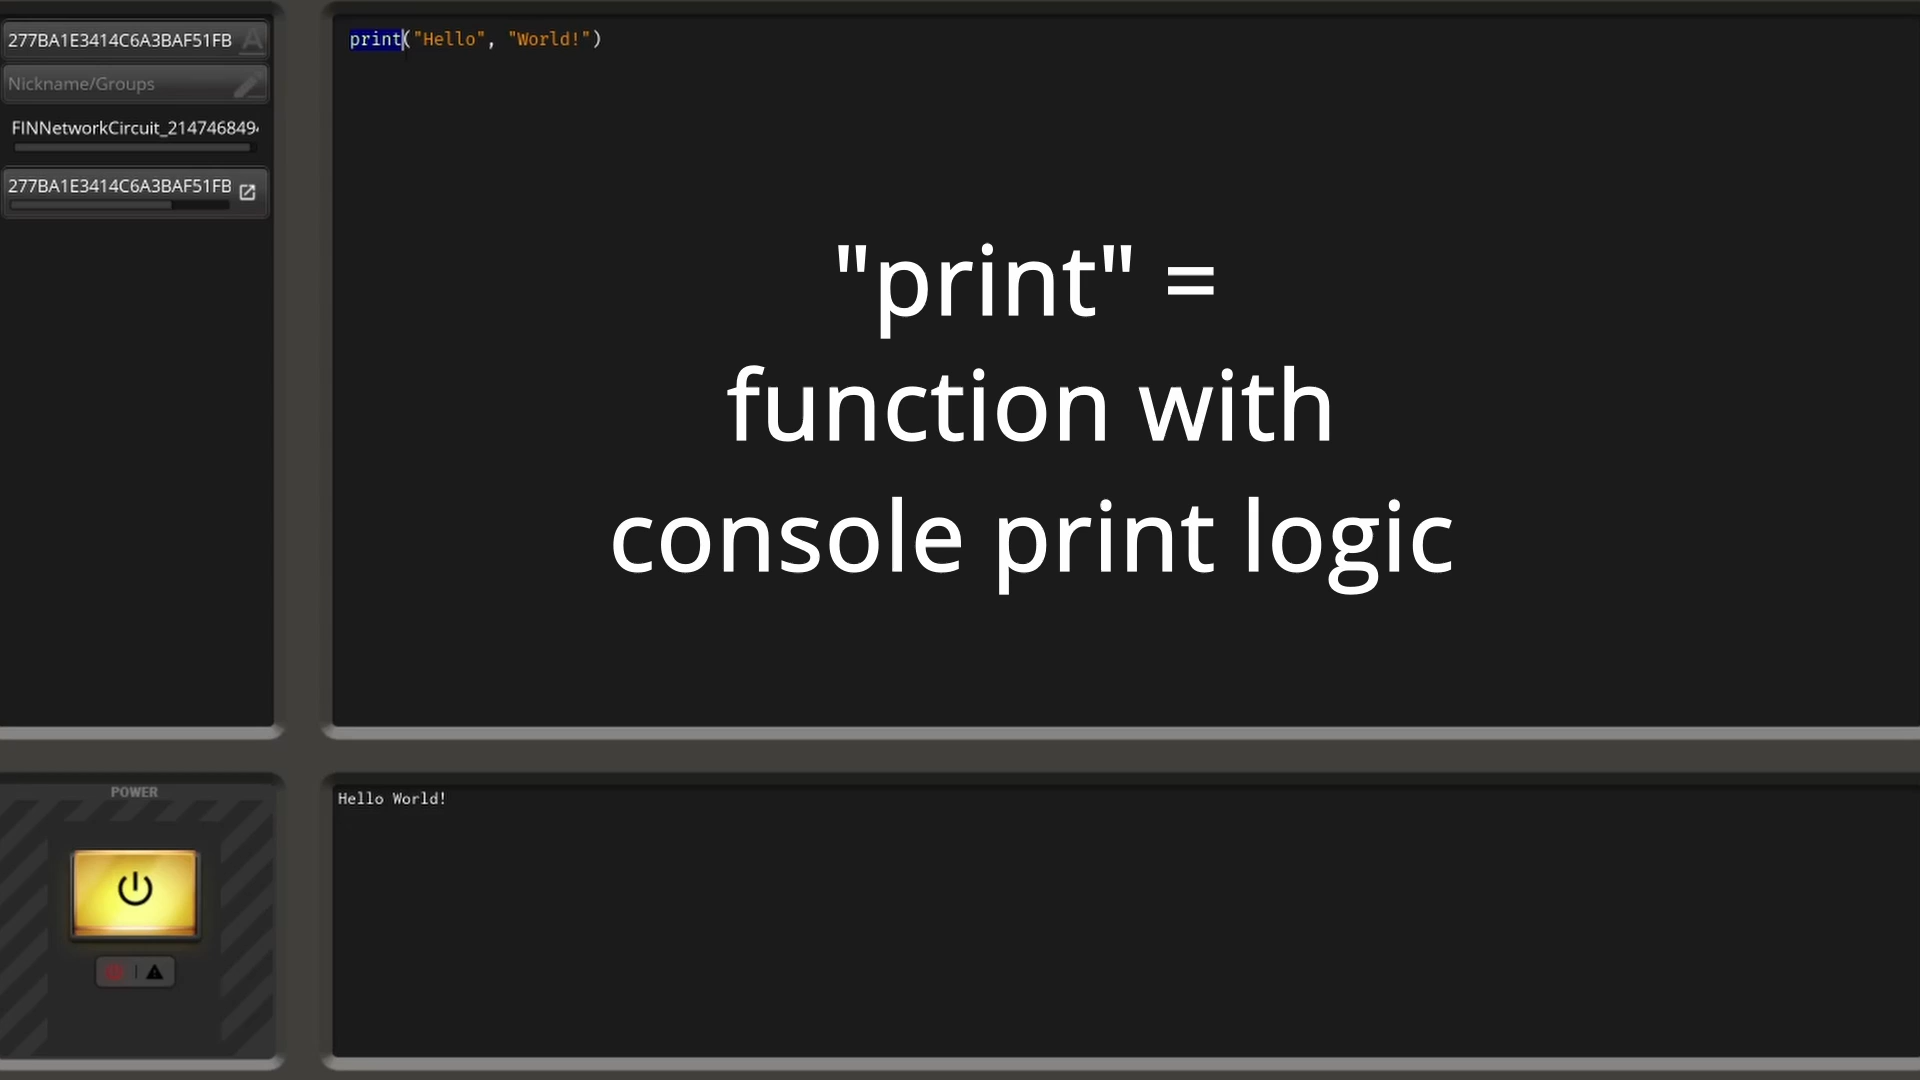 277BA1E3414C6A3BAF51FB
Nickname/Groups
FINNetworkCircuit_214746849
277BA1E3414C6A3BAF51FB
print("Hello", "World!")
"print" =
function with
console print logic
POWER
Hello World!